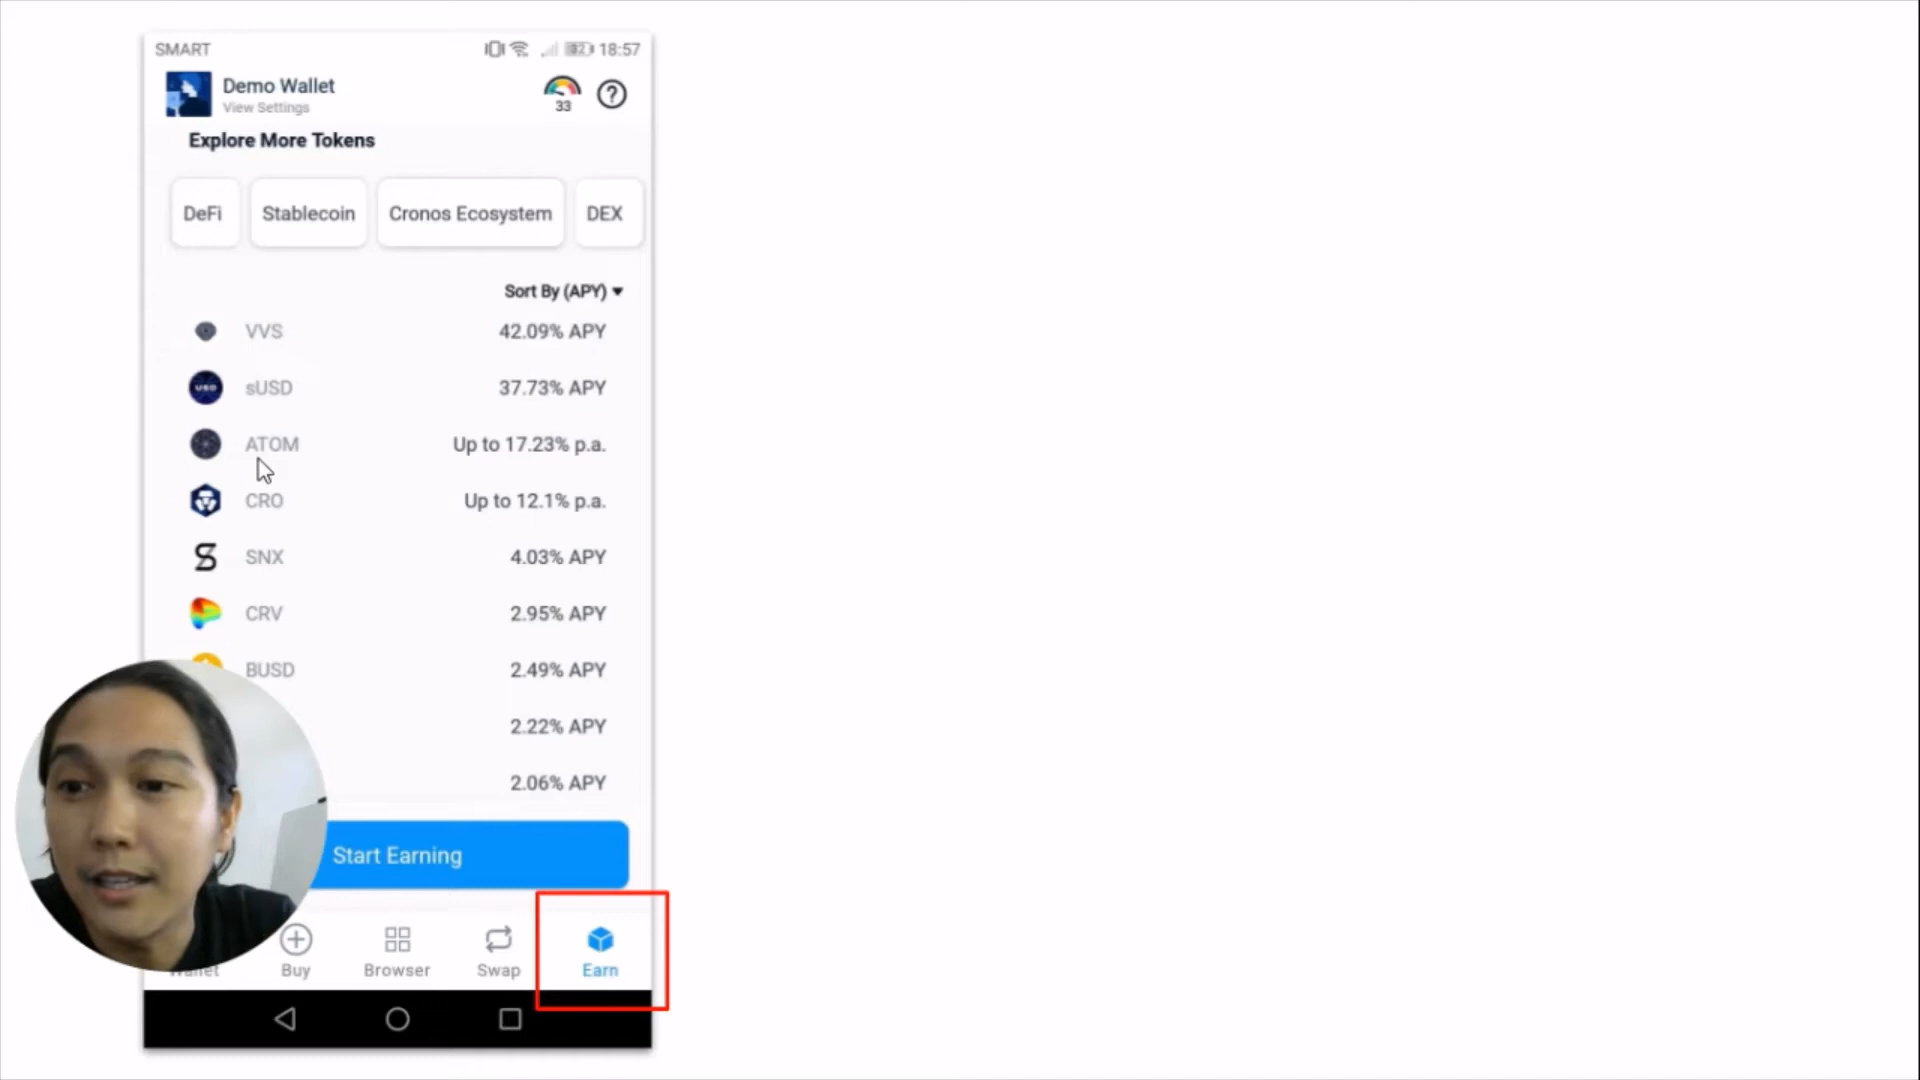 SMART 82 18:57
Demo Wallet
View Settings
33
Explore More Tokens
DeFi Stablecoin Cronos Ecosystem DEX
Sort By (APY)
VVS 42.09% APY
USD sUSD 37.73% APY
ATOM Up to 17.23% p.a.
CRO Up to 12.1% p.a.
SNX 4.03% APY
CRV 2.95% APY
BUSD 2.49% APY
2.22% APY
2.06% APY
Start Earning
Wallet Buy Browser Swap Earn